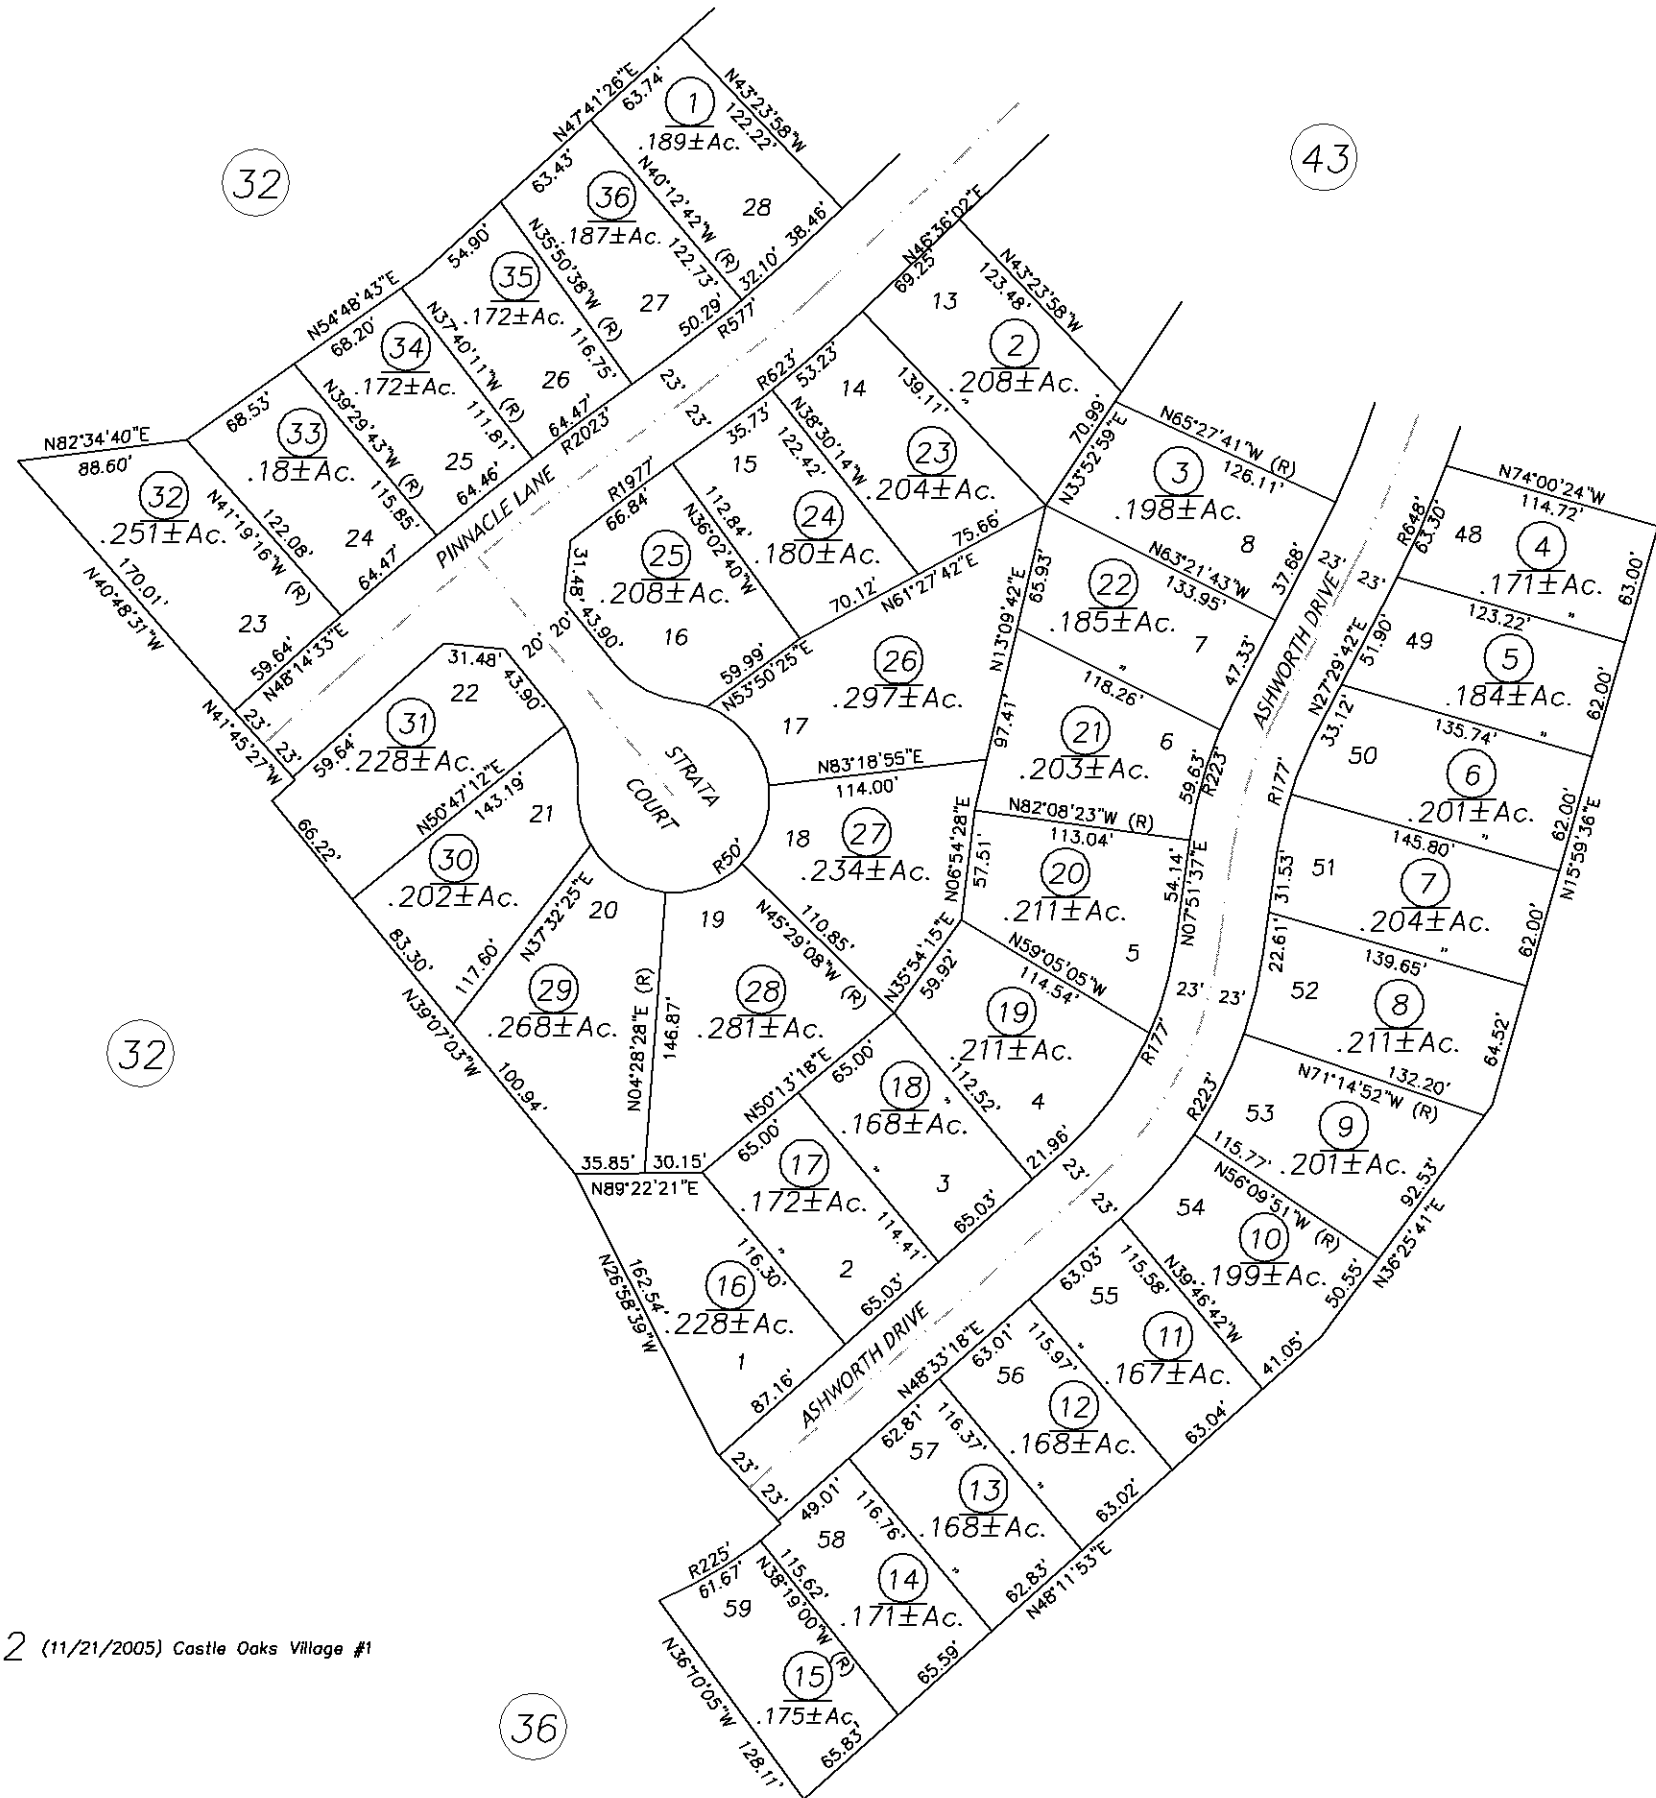 32
43
36
32
N47°41'26"E
63.74'
1
.189±Ac.
N43°23'58"W
122.22'
28
38.46'
32.10'
63.43'
36
.187±Ac.
N40°12'42"W (R)
122.73'
27
50.29'
R577'
54.90'
35
.172±Ac.
N35°50'38"W (R)
116.75'
26
64.47'
R2023'
N54°48'43"E
68.20'
34
.172±Ac.
N37°40'11"W (R)
111.81'
25
64.46'
68.53'
33
.18±Ac.
N39°29'43"W (R)
115.85'
24
64.47'
N82°34'40"E
88.60'
32
.251±Ac.
N41°19'16"W (R)
122.08'
170.01'
N40°48'31"W
23
59.64'
N48°14'33"E
PINNACLE LANE
23'
23'
N41°45'27"W
23'
23'
N46°36'02"E
69.25'
13
N43°23'58"W
123.48'
2
.208±Ac.
70.99'
N33°52'59"E
R623'
53.23'
14
139.11'
"
23
.204±Ac.
75.66'
35.73'
15
N38°30'14"W
122.42'
24
.180±Ac.
70.12'
N61°27'42"E
R1977'
66.84'
112.84'
N36°02'40"W
25
.208±Ac.
31.48'
43.90'
16
20'
20'
59.99'
N53°50'25"E
26
.297±Ac.
17
N83°18'55"E
114.00'
97.41'
18
27
.234±Ac.
N06°54'28"E
57.51'
N65°27'41"W (R)
126.11'
3
.198±Ac.
8
37.68'
N63°21'43"W
133.95'
N13°09'42"E
65.93'
22
.185±Ac.
7
47.33'
"
118.26'
21
.203±Ac.
6
59.63'
R223'
N82°08'23"W (R)
113.04'
20
.211±Ac.
54.14'
N07°51'37"E
5
N59°05'05"W
114.54'
23'
23'
ASHWORTH DRIVE
N74°00'24"W
114.72'
R648'
63.30'
48
4
.171±Ac.
63.00'
123.22'
"
N27°29'42"E
51.90'
49
5
.184±Ac.
62.00'
135.74'
"
33.12'
50
6
.201±Ac.
62.00'
N15°59'36"E
R177'
145.80'
"
31.53'
51
7
.204±Ac.
62.00'
139.65'
"
22.61'
52
8
.211±Ac.
64.52'
23'
23'
N71°14'52"W (R)
132.20'
R223'
53
9
.201±Ac.
92.53'
N36°25'41"E
115.77'
N56°09'51"W (R)
54
10
.199±Ac.
50.55'
41.05'
31.48'
43.90'
22
31
.228±Ac.
59.64'
N50°47'12"E
143.19'
66.22'
21
30
.202±Ac.
83.30'
STRATA
COURT
R50'
N37°32'25"E
117.60'
20
29
.268±Ac.
N39°07'03"W
100.94'
N04°28'28"E (R)
146.87'
19
110.85'
N45°29'08"W (R)
28
.281±Ac.
35.85'
30.15'
N89°22'21"E
N35°54'15"E
59.92'
19
.211±Ac.
4
R177'
112.52'
21.96'
N50°13'18"E
65.00'
18
.168±Ac.
"
3
65.03'
65.00'
17
.172±Ac.
"
114.41'
2
65.03'
"
116.30'
16
.228±Ac.
162.54'
N26°58'39"W
1
87.16'
23'
23'
ASHWORTH DRIVE
23'
23'
63.03'
115.58'
N39°46'42"W
55
11
.167±Ac.
63.04'
N48°33'18"E
63.01'
115.97'
"
56
12
.168±Ac.
63.02'
62.81'
116.37'
"
57
13
.168±Ac.
62.83'
N48°11'53"E
49.01'
116.76'
"
58
14
.171±Ac.
65.59'
R225'
61.67'
115.62'
N38°19'00"W (R)
59
15
.175±Ac.
65.83'
N36°10'05"W
128.11'
2 (11/21/2005) Castle Oaks Village #1